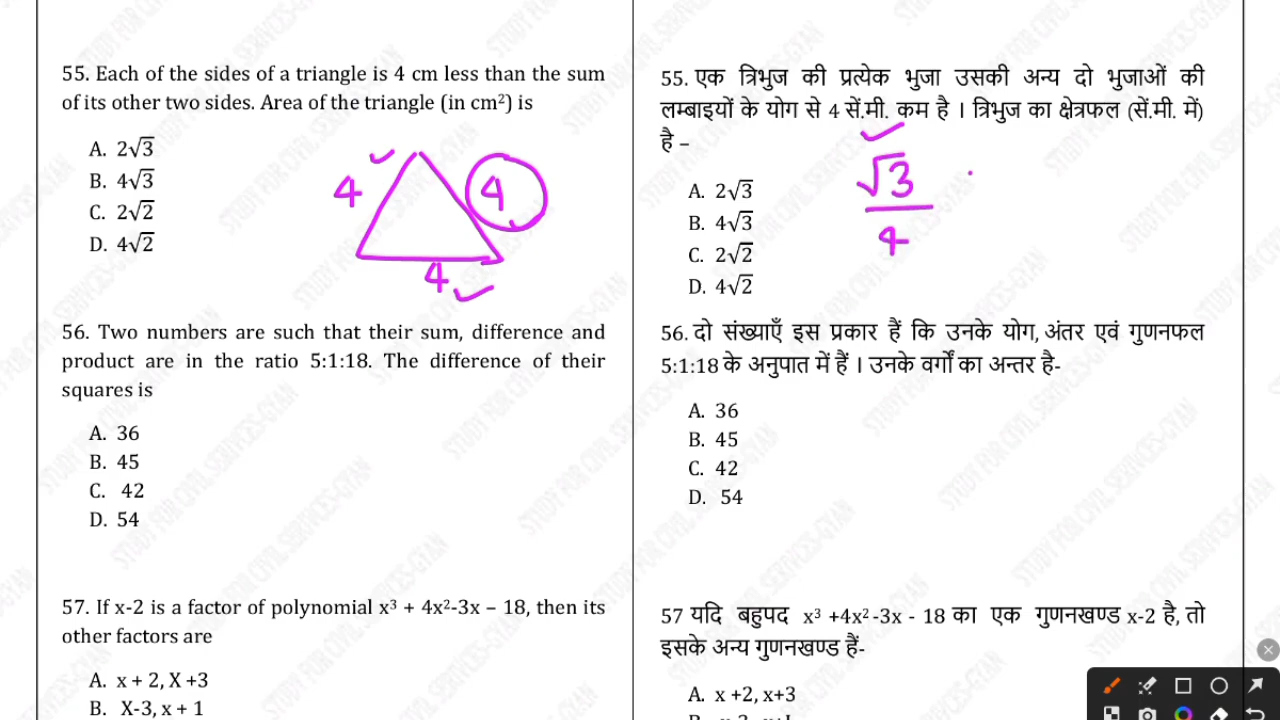 55. Each of the sides of a triangle is 4 cm less than the sum
of its other two sides. Area of the triangle (in cm²) is
A. 2√3
B. 4√3
C. 2√2
D. 4√2
4
4
4
56. Two numbers are such that their sum, difference and
product are in the ratio 5:1:18. The difference of their
squares is
A. 36
B. 45
C. 42
D. 54
57. If x-2 is a factor of polynomial x³ + 4x²-3x – 18, then its
other factors are
A. x + 2, X +3
B. X-3, x + 1
55. एक त्रिभुज की प्रत्येक भुजा उसकी अन्य दो भुजाओं की
लम्बाइयों के योग से 4 सें.मी. कम है । त्रिभुज का क्षेत्रफल (सें.मी. में)
है –
√3
4
A. 2√3
B. 4√3
C. 2√2
D. 4√2
56. दो संख्याएँ इस प्रकार हैं कि उनके योग, अंतर एवं गुणनफल
5:1:18 के अनुपात में हैं । उनके वर्गों का अन्तर है-
A. 36
B. 45
C. 42
D. 54
57 यदि बहुपद x³ +4x² -3x - 18 का एक गुणनखण्ड x-2 है, तो
इसके अन्य गुणनखण्ड हैं-
A. x +2, x+3
STUDY FOR CIVIL SERVICES-GYAN